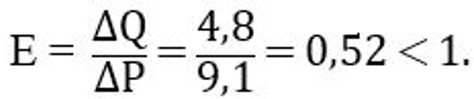 E = ΔQ/ΔP = 4,8/9,1 = 0,52 < 1.